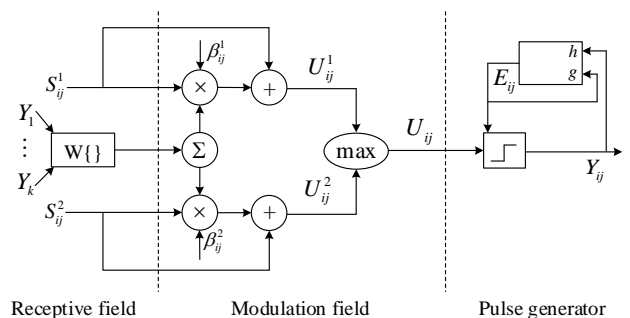 β¹ᵢⱼ
S¹ᵢⱼ
×
+
U¹ᵢⱼ
h
g
Eᵢⱼ
Y₁
⋮
Yₖ
W{}
Σ
max
Uᵢⱼ
Yᵢⱼ
S²ᵢⱼ
×
+
U²ᵢⱼ
β²ᵢⱼ
Receptive field
Modulation field
Pulse generator